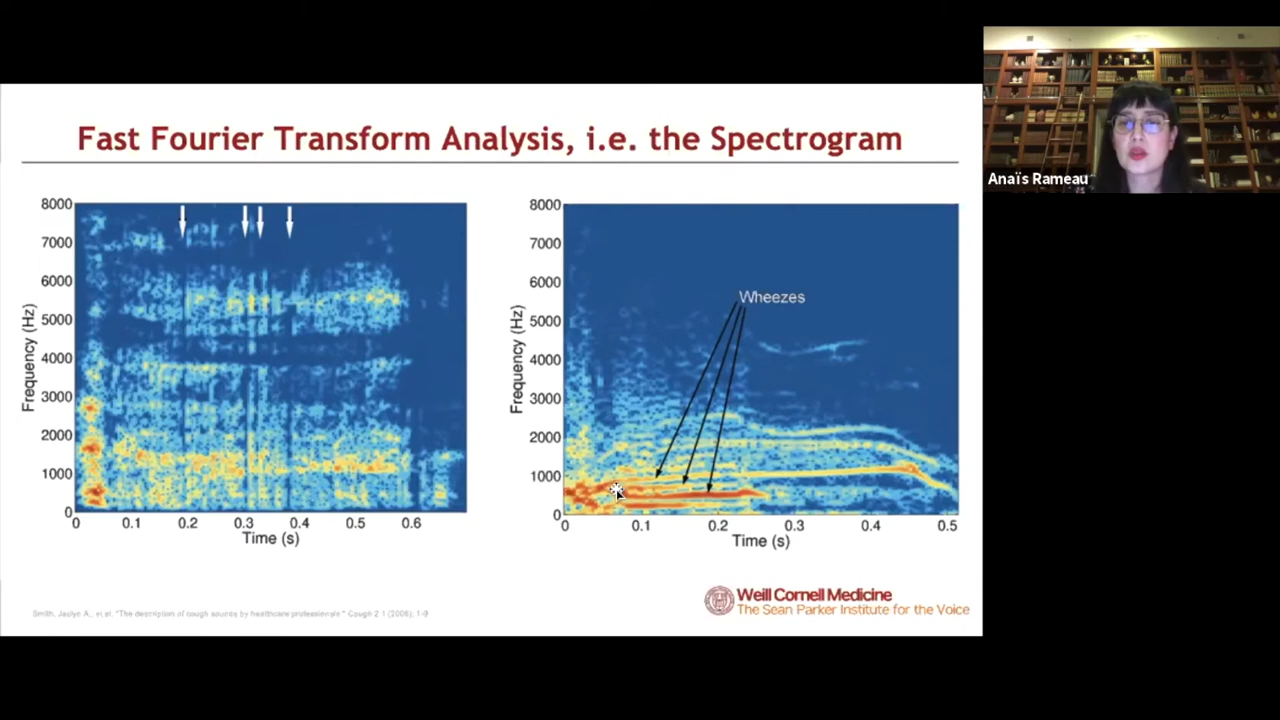 Fast Fourier Transform Analysis, i.e. the Spectrogram
8000
7000
6000
5000
4000
3000
2000
1000
0
Frequency (Hz)
0 0.1 0.2 0.3 0.4 0.5 0.6
Time (s)
8000
7000
6000
5000
4000
3000
2000
1000
0
Frequency (Hz)
Wheezes
0 0.1 0.2 0.3 0.4 0.5
Time (s)
Smith, Jaclyn A., et al. "The description of cough sounds by healthcare professionals." Cough 2.1 (2006): 1-9
Weill Cornell Medicine
The Sean Parker Institute for the Voice
Anaïs Rameau